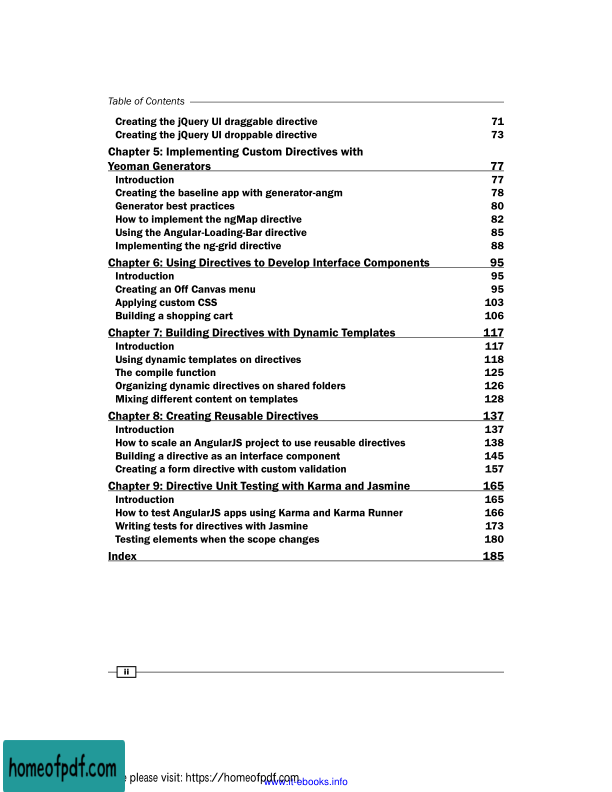 Table of Contents
Creating the jQuery UI draggable directive 71
Creating the jQuery UI droppable directive 73
Chapter 5: Implementing Custom Directives with
Yeoman Generators 77
Introduction 77
Creating the baseline app with generator-angm 78
Generator best practices 80
How to implement the ngMap directive 82
Using the Angular-Loading-Bar directive 85
Implementing the ng-grid directive 88
Chapter 6: Using Directives to Develop Interface Components 95
Introduction 95
Creating an Off Canvas menu 95
Applying custom CSS 103
Building a shopping cart 106
Chapter 7: Building Directives with Dynamic Templates 117
Introduction 117
Using dynamic templates on directives 118
The compile function 125
Organizing dynamic directives on shared folders 126
Mixing different content on templates 128
Chapter 8: Creating Reusable Directives 137
Introduction 137
How to scale an AngularJS project to use reusable directives 138
Building a directive as an interface component 145
Creating a form directive with custom validation 157
Chapter 9: Directive Unit Testing with Karma and Jasmine 165
Introduction 165
How to test AngularJS apps using Karma and Karma Runner 166
Writing tests for directives with Jasmine 173
Testing elements when the scope changes 180
Index 185
ii
homeofpdf.com
please visit: https://homeofpdf.com
www.it-ebooks.info